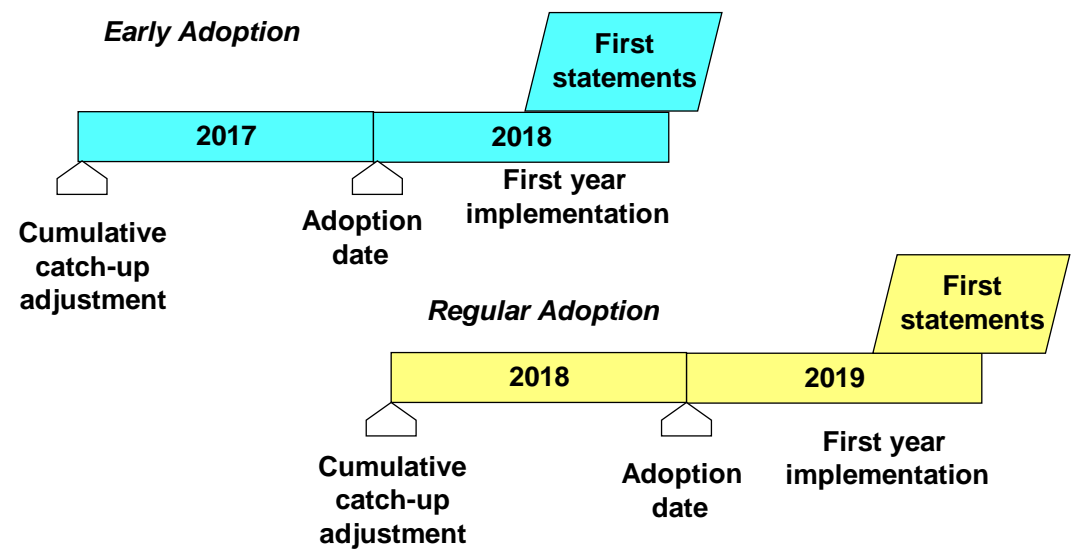 Early Adoption
First
statements
2017
2018
First year
implementation
Adoption
date
Cumulative
catch-up
adjustment
First
statements
Regular Adoption
2018
2019
First year
implementation
Cumulative
catch-up
adjustment
Adoption
date